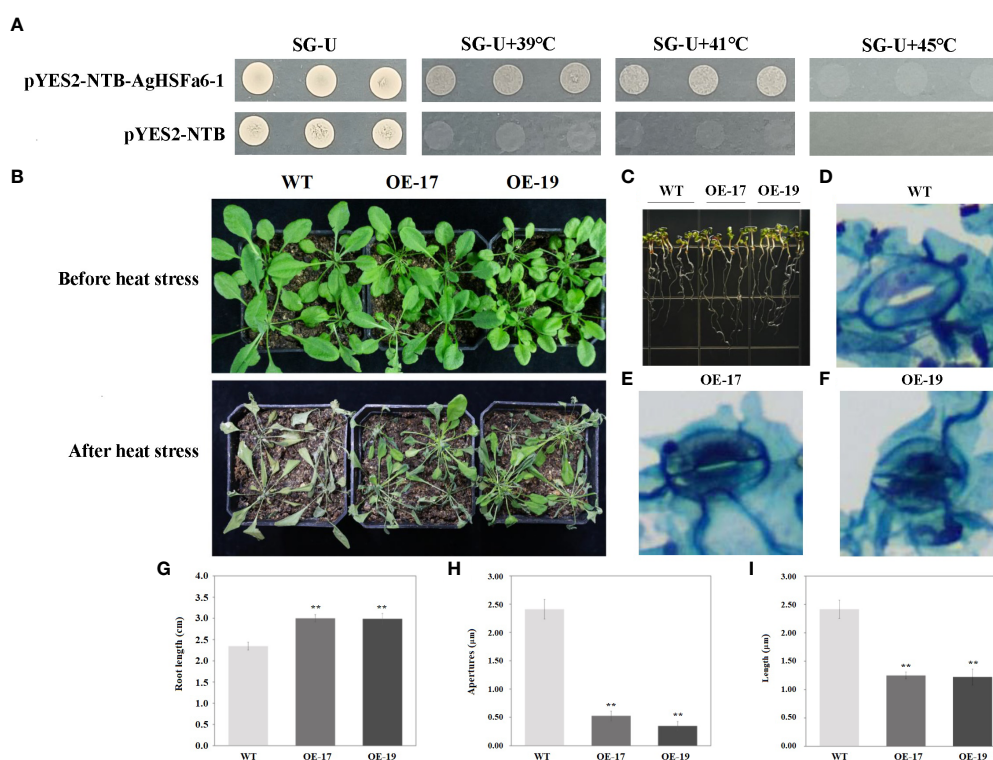 A
SG-U SG-U+39°C SG-U+41°C SG-U+45°C
pYES2-NTB-AgHSFa6-1
pYES2-NTB
B WT OE-17 OE-19
Before heat stress
After heat stress
C WT OE-17 OE-19
D WT
E OE-17
F OE-19
G
Root length (cm)
4.0
3.5
3.0
2.5
2.0
1.5
1.0
0.5
0.0
** **
WT OE-17 OE-19
H
Apertures (μm)
3.00
2.50
2.00
1.50
1.00
0.50
0.00
** **
WT OE-17 OE-19
I
Length (μm)
3.00
2.50
2.00
1.50
1.00
0.50
0.00
** **
WT OE-17 OE-19